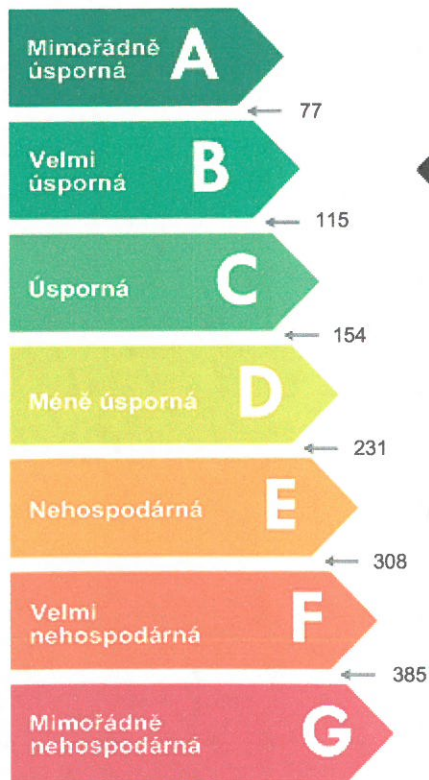 Mimořádně
úsporná
A
77
Velmi
úsporná
B
115
Úsporná
C
154
Méně úsporná
D
231
Nehospodárná
E
308
Velmi
nehospodárná
F
385
Mimořádně
nehospodárná
G